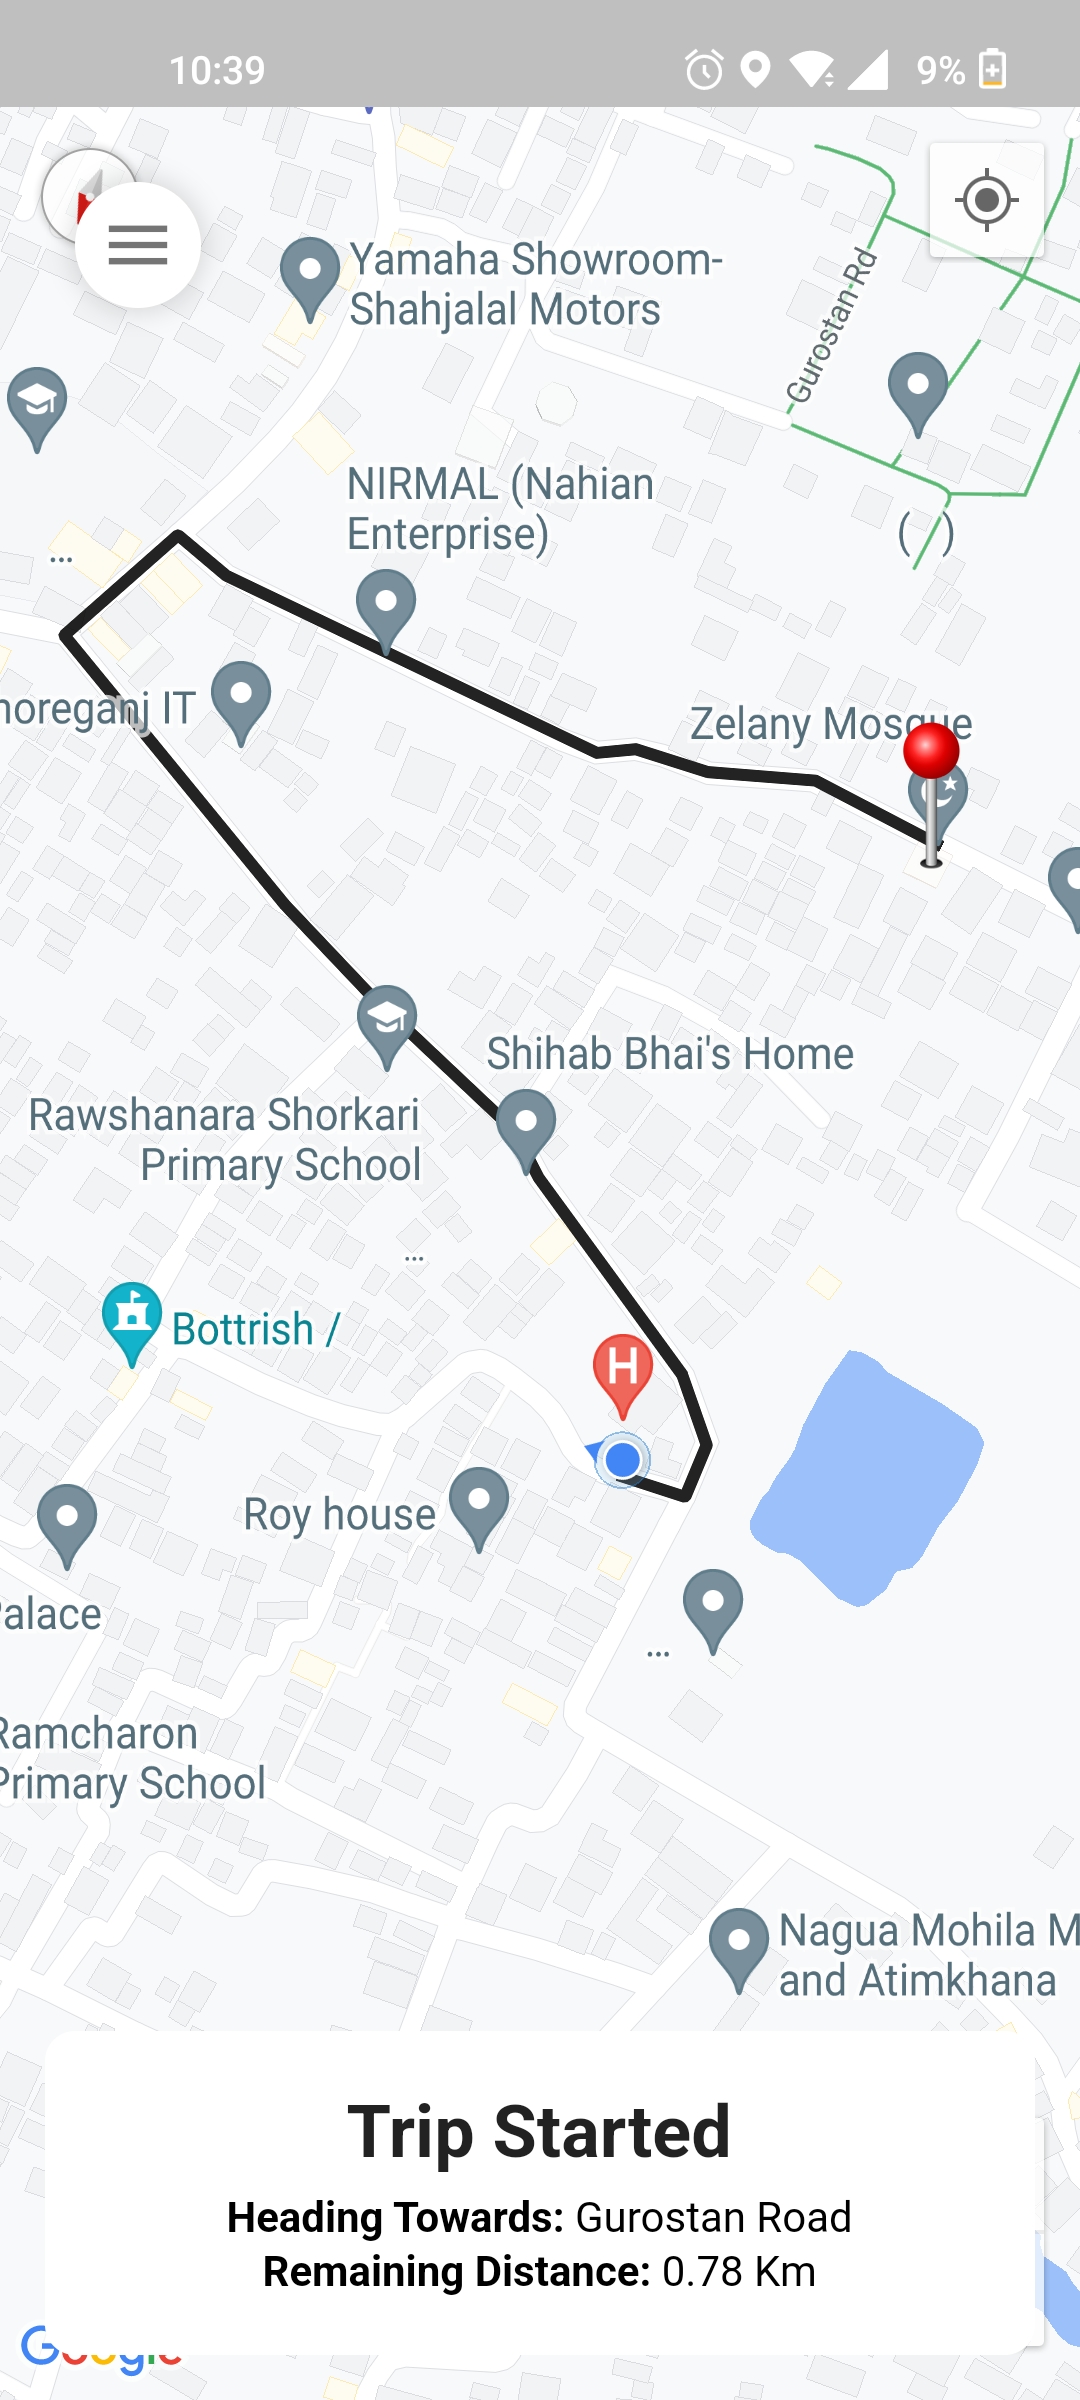 10:39
9%
Yamaha Showroom-
Shahjalal Motors
Gurostan Rd
NIRMAL (Nahian
Enterprise)
( )
...
horeganj IT
Zelany Mosque
Shihab Bhai's Home
Rawshanara Shorkari
Primary School
...
Bottrish /
H
Roy house
Palace
...
Ramcharon
Primary School
Nagua Mohila M
and Atimkhana
Trip Started
Heading Towards: Gurostan Road
Remaining Distance: 0.78 Km
Google